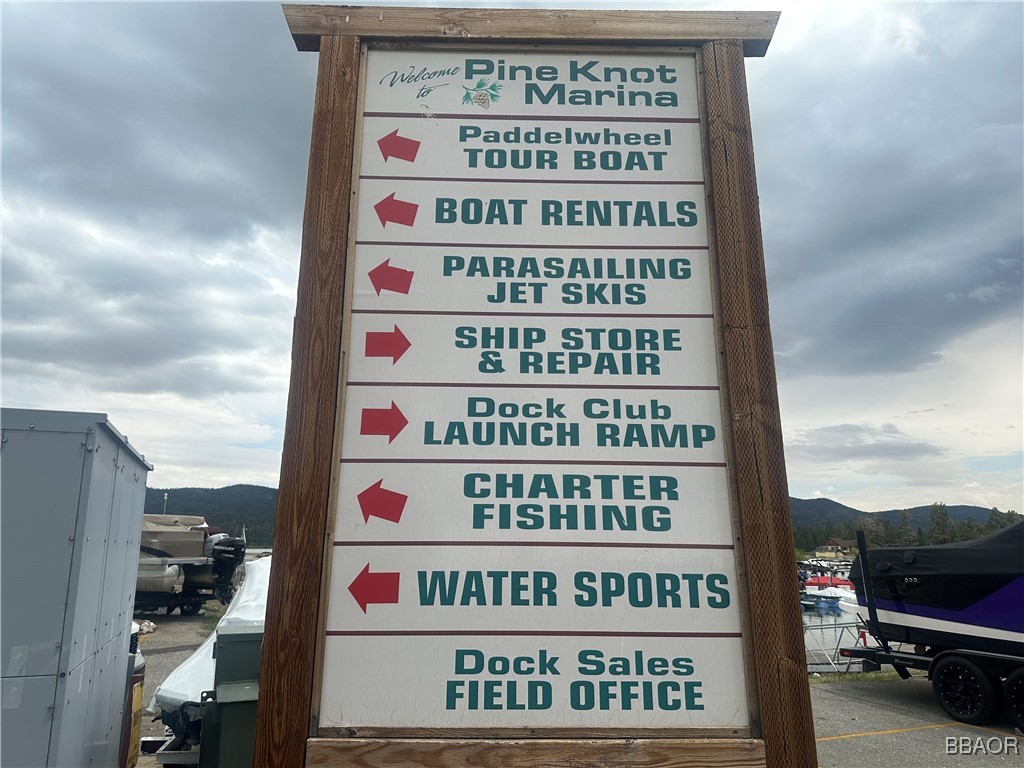 Welcome to Pine Knot
Marina
Paddelwheel
TOUR BOAT
BOAT RENTALS
PARASAILING
JET SKIS
SHIP STORE
& REPAIR
Dock Club
LAUNCH RAMP
CHARTER
FISHING
WATER SPORTS
Dock Sales
FIELD OFFICE
BBAOR